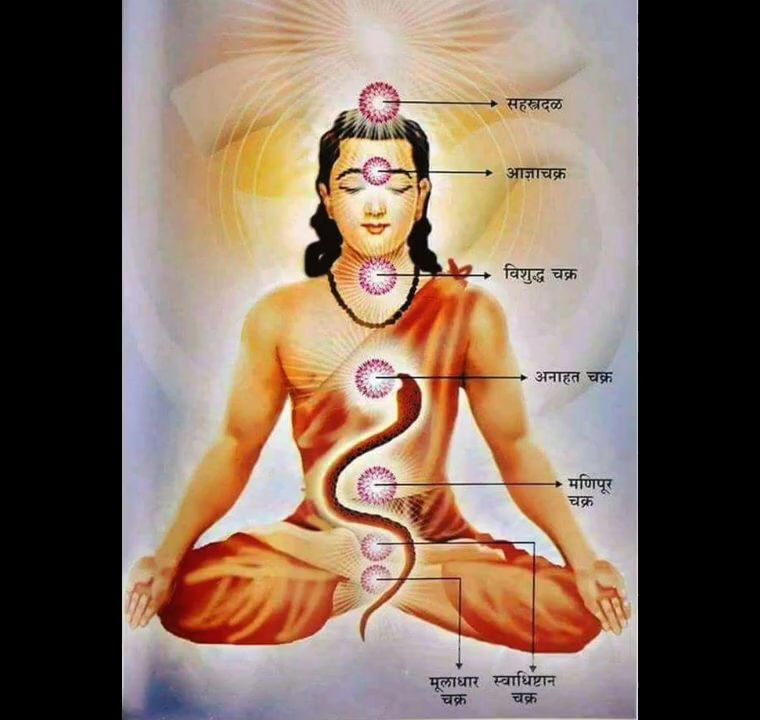 सहस्त्रदळ
आज्ञाचक्र
विशुद्ध चक्र
अनाहत चक्र
मणिपूर
चक्र
मूलाधार स्वाधिष्टान
चक्र चक्र